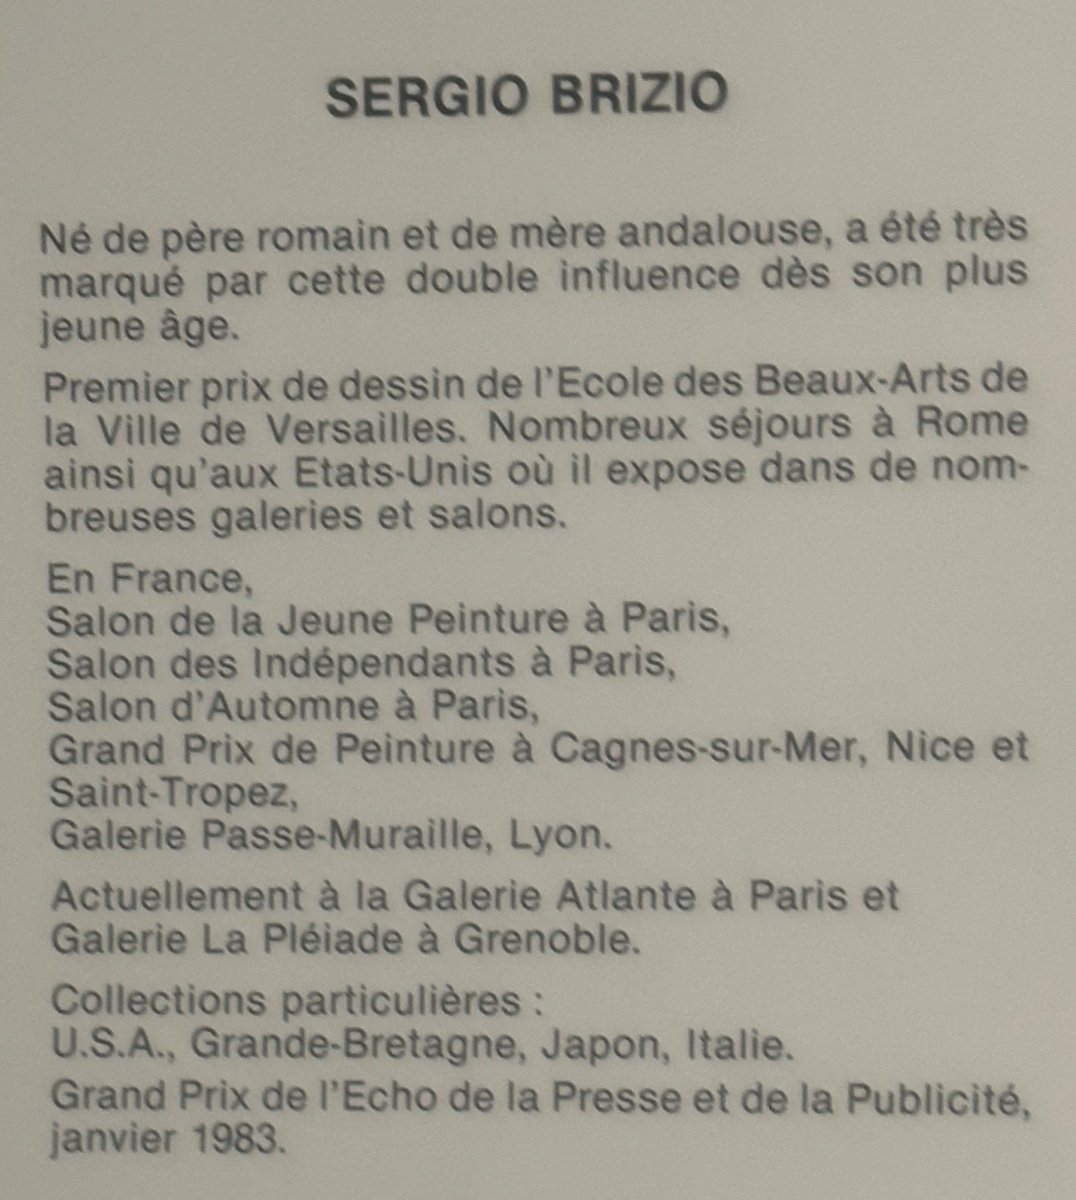 SERGIO BRIZIO
Né de père romain et de mère andalouse, a été très
marqué par cette double influence dès son plus
jeune âge.
Premier prix de dessin de l'Ecole des Beaux-Arts de
la Ville de Versailles. Nombreux séjours à Rome
ainsi qu'aux Etats-Unis où il expose dans de nom-
breuses galeries et salons.
En France,
Salon de la Jeune Peinture à Paris,
Salon des Indépendants à Paris,
Salon d'Automne à Paris,
Grand Prix de Peinture à Cagnes-sur-Mer, Nice et
Saint-Tropez,
Galerie Passe-Muraille, Lyon.
Actuellement à la Galerie Atlante à Paris et
Galerie La Pléiade à Grenoble.
Collections particulières :
U.S.A., Grande-Bretagne, Japon, Italie.
Grand Prix de l'Echo de la Presse et de la Publicité,
janvier 1983.